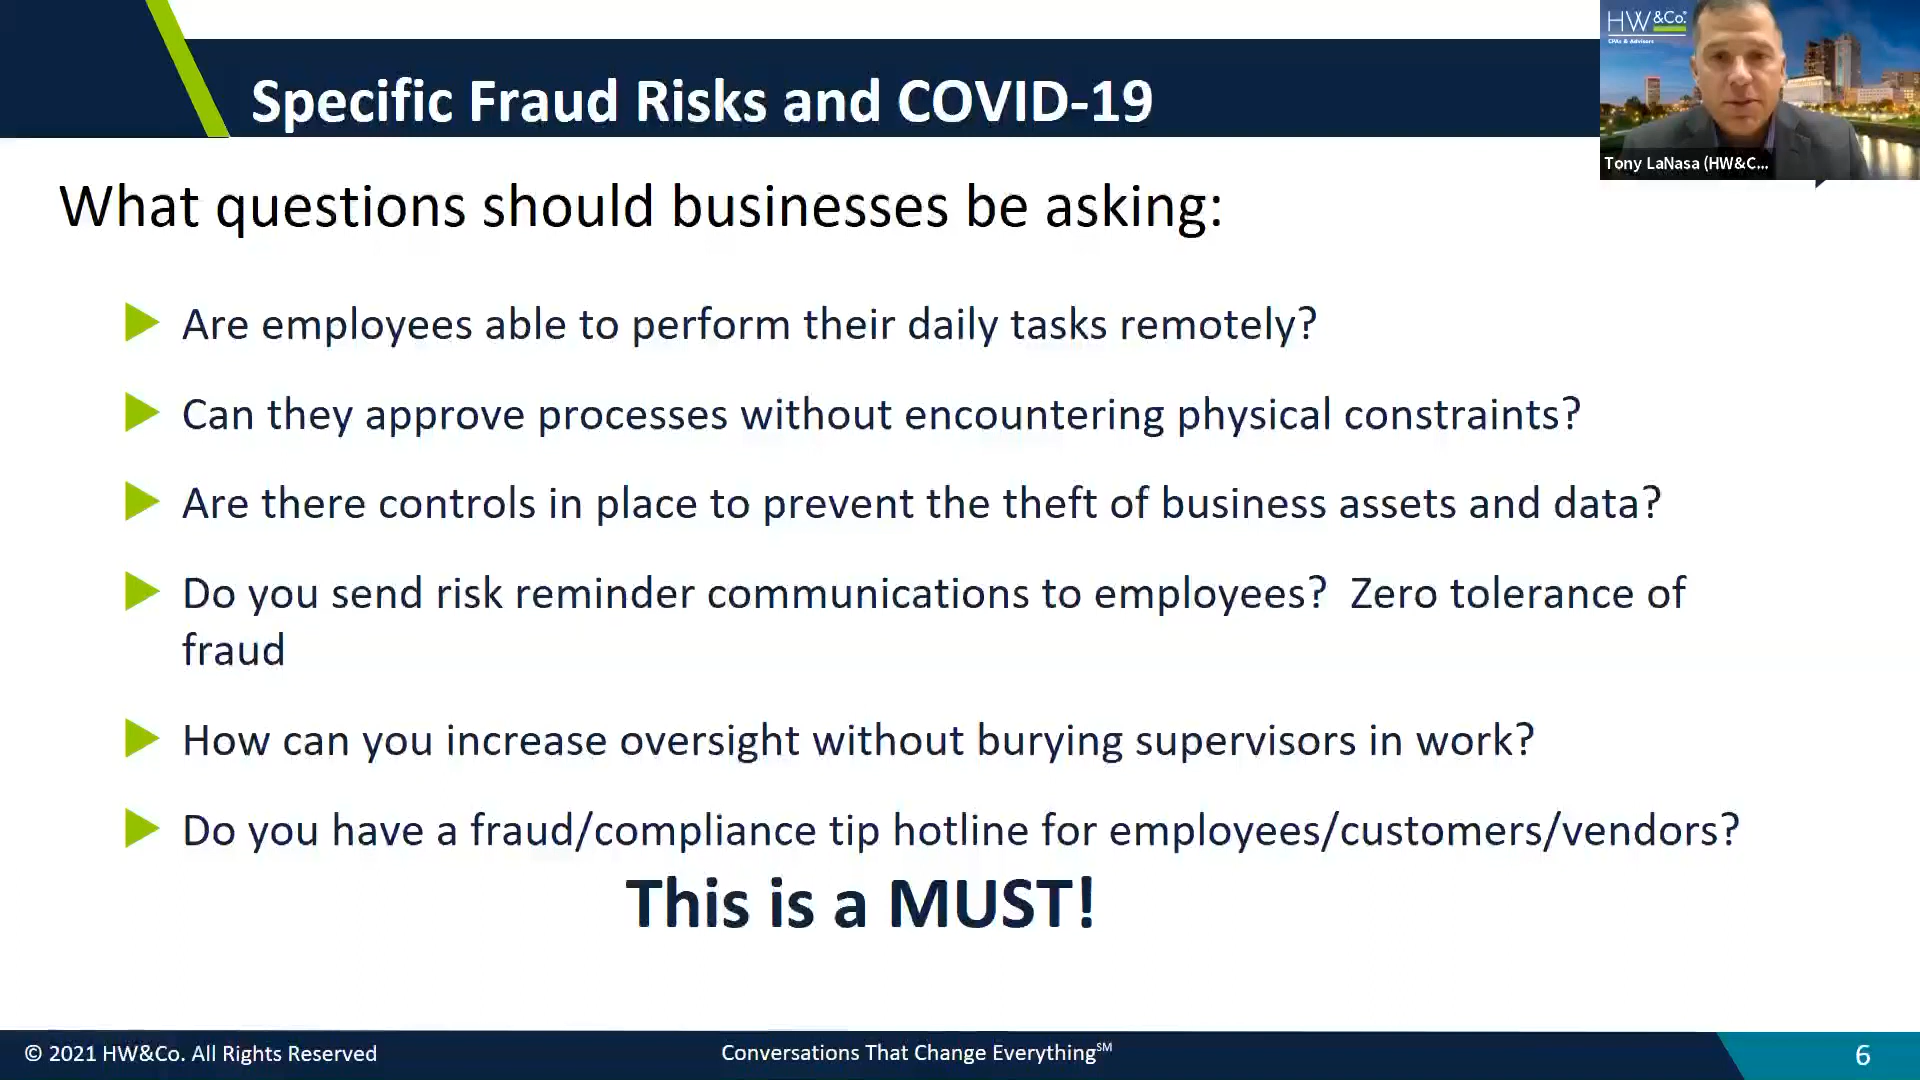 HW&Co.
CPAs & Advisors
Specific Fraud Risks and COVID-19
Tony LaNasa (HW&C...
What questions should businesses be asking:
Are employees able to perform their daily tasks remotely?
Can they approve processes without encountering physical constraints?
Are there controls in place to prevent the theft of business assets and data?
Do you send risk reminder communications to employees?  Zero tolerance of
fraud
How can you increase oversight without burying supervisors in work?
Do you have a fraud/compliance tip hotline for employees/customers/vendors?
This is a MUST!
© 2021 HW&Co. All Rights Reserved
Conversations That Change Everything℠
6